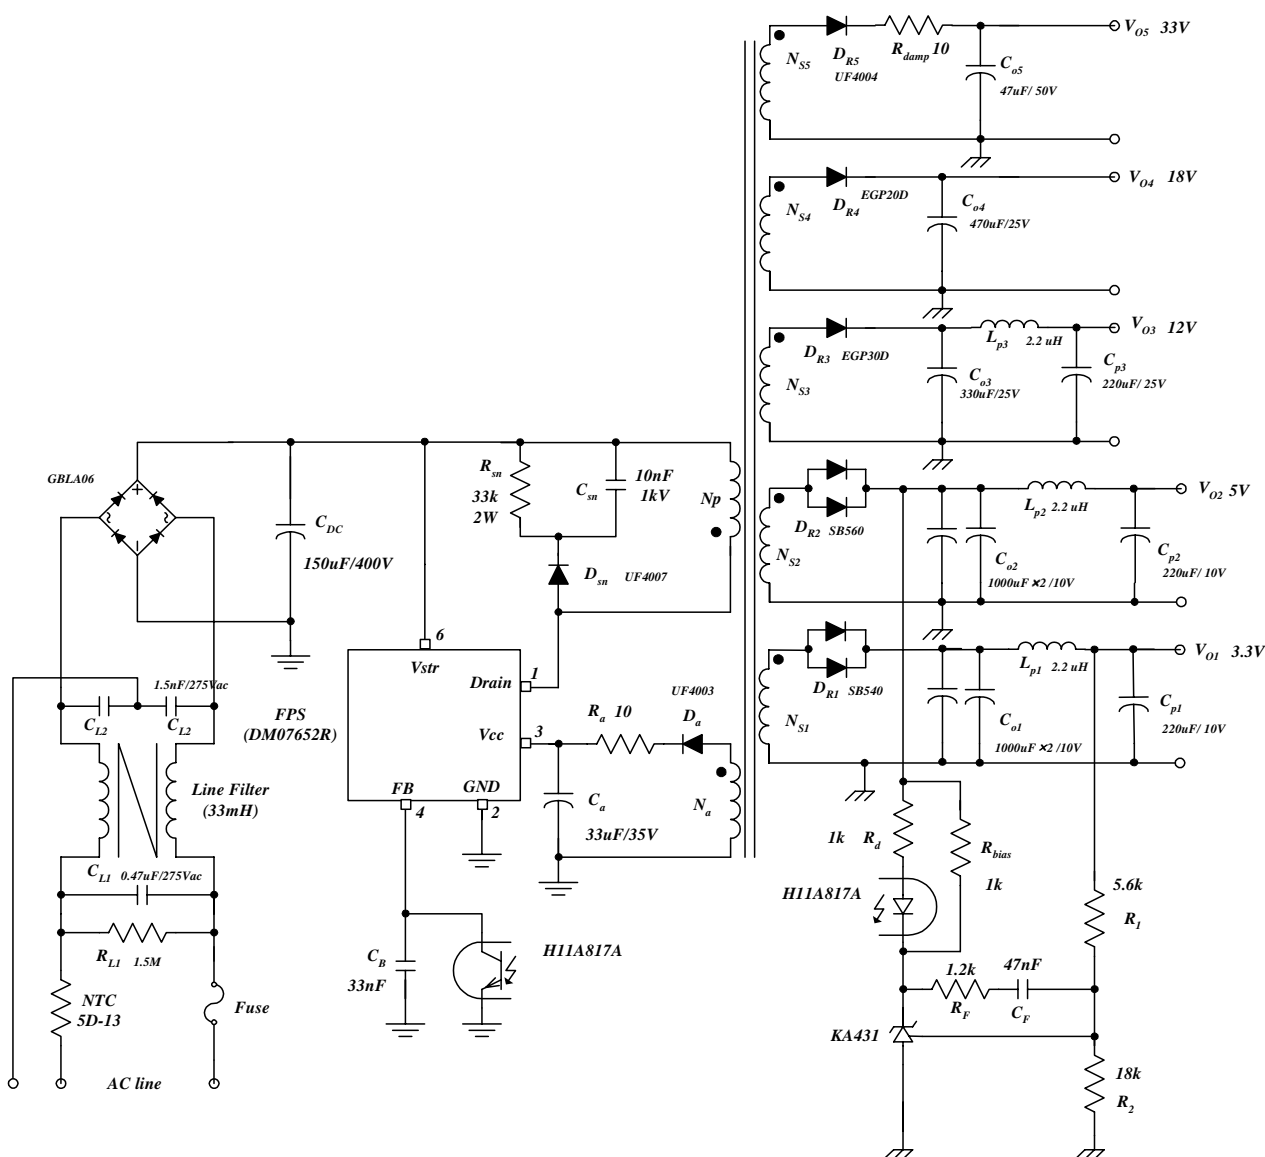 V_O5 33V
N_S5
D_R5
UF4004
R_damp 10
C_o5
47uF/ 50V
V_O4 18V
N_S4
D_R4
EGP20D
C_o4
470uF/25V
V_O3 12V
N_S3
D_R3 EGP30D
L_p3 2.2 uH
C_o3
330uF/25V
C_p3
220uF/ 25V
GBLA06
+
~
~
-
C_DC
150uF/400V
R_sn
33k
2W
C_sn
10nF
1kV
Np
D_sn UF4007
V_O2 5V
N_S2
D_R2 SB560
L_p2 2.2 uH
C_o2
1000uF ×2 /10V
C_p2
220uF/ 10V
V_O1 3.3V
N_S1
D_R1 SB540
L_p1 2.2 uH
C_o1
1000uF ×2 /10V
C_p1
220uF/ 10V
6
Vstr
Drain
1
FPS
(DM07652R)
Vcc
3
FB
4
GND
2
R_a 10
UF4003
D_a
C_a
33uF/35V
N_a
1.5nF/275Vac
C_L2
C_L2
Line Filter
(33mH)
C_L1 0.47uF/275Vac
R_L1 1.5M
NTC
5D-13
Fuse
AC line
C_B
33nF
H11A817A
1k R_d
R_bias
1k
H11A817A
5.6k
R_1
1.2k
R_F
47nF
C_F
KA431
18k
R_2